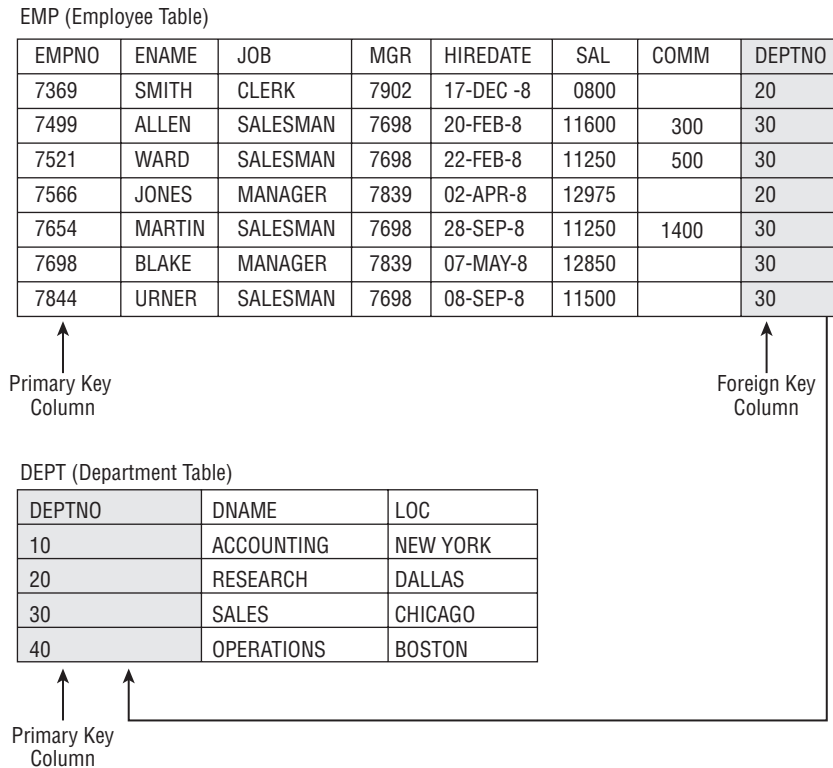 EMP (Employee Table)
EMPNO ENAME JOB MGR HIREDATE SAL COMM DEPTNO
7369 SMITH CLERK 7902 17-DEC -8 0800 20
7499 ALLEN SALESMAN 7698 20-FEB-8 11600 300 30
7521 WARD SALESMAN 7698 22-FEB-8 11250 500 30
7566 JONES MANAGER 7839 02-APR-8 12975 20
7654 MARTIN SALESMAN 7698 28-SEP-8 11250 1400 30
7698 BLAKE MANAGER 7839 07-MAY-8 12850 30
7844 URNER SALESMAN 7698 08-SEP-8 11500 30
Primary Key
Column
Foreign Key
Column
DEPT (Department Table)
DEPTNO DNAME LOC
10 ACCOUNTING NEW YORK
20 RESEARCH DALLAS
30 SALES CHICAGO
40 OPERATIONS BOSTON
Primary Key
Column